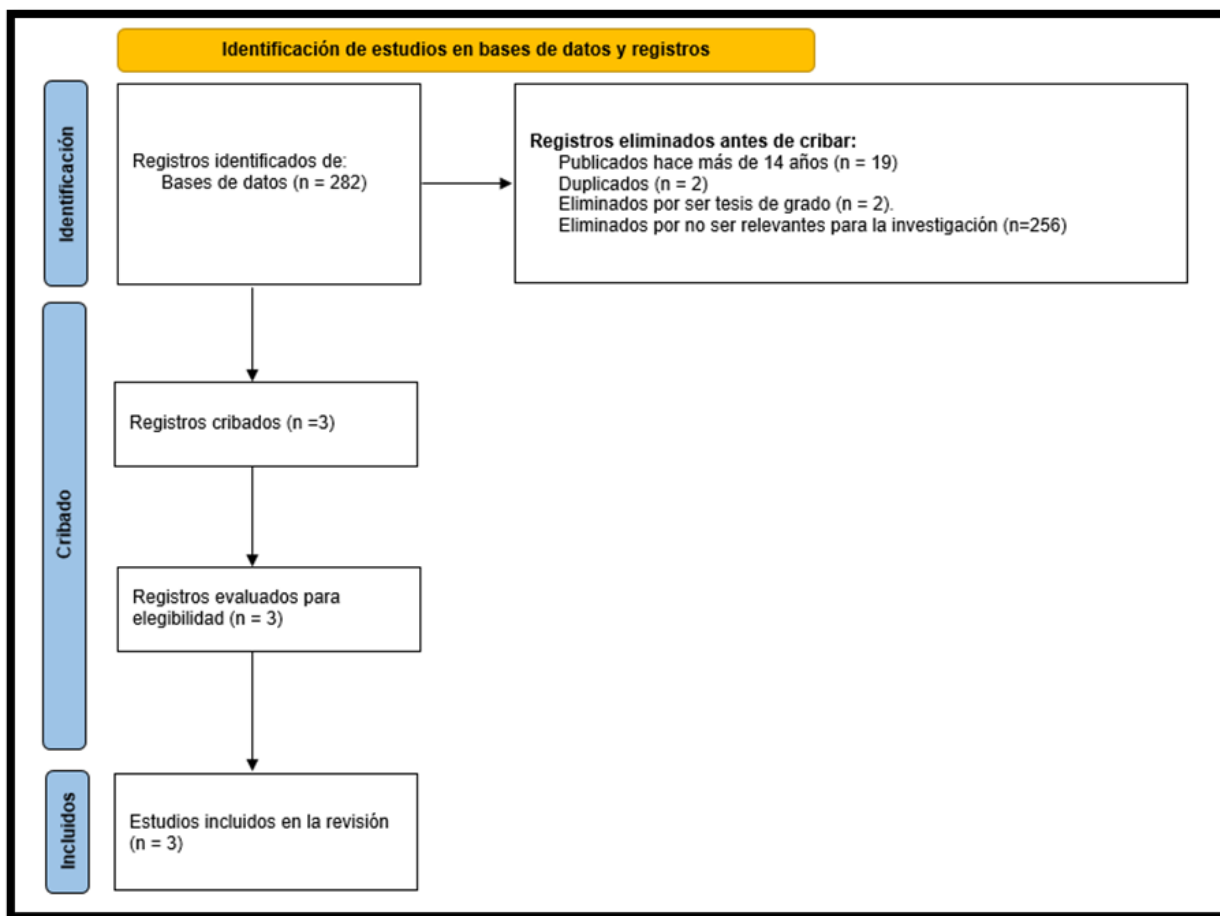 Identificación de estudios en bases de datos y registros
Identificación
Registros identificados de:
Bases de datos (n = 282)
Registros eliminados antes de cribar:
Publicados hace más de 14 años (n = 19)
Duplicados (n = 2)
Eliminados por ser tesis de grado (n = 2).
Eliminados por no ser relevantes para la investigación (n=256)
Cribado
Registros cribados (n =3)
Registros evaluados para
elegibilidad (n = 3)
Incluidos
Estudios incluidos en la revisión
(n = 3)